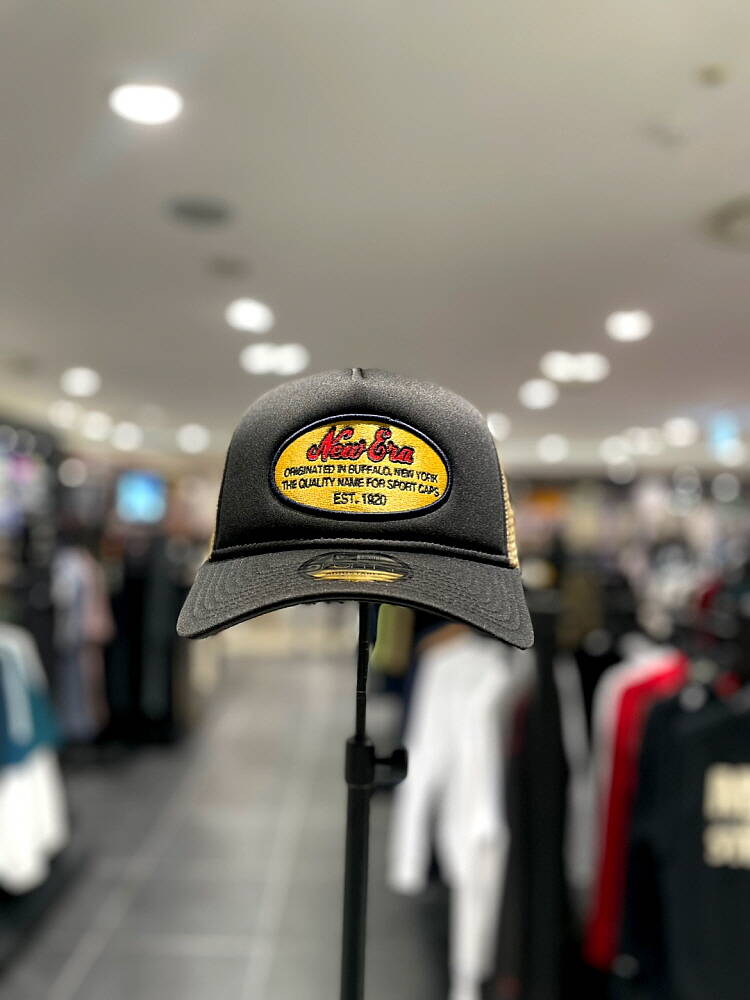 New Era
ORIGINATED IN BUFFALO, NEW YORK
THE QUALITY NAME FOR SPORT CAPS
EST. 1920